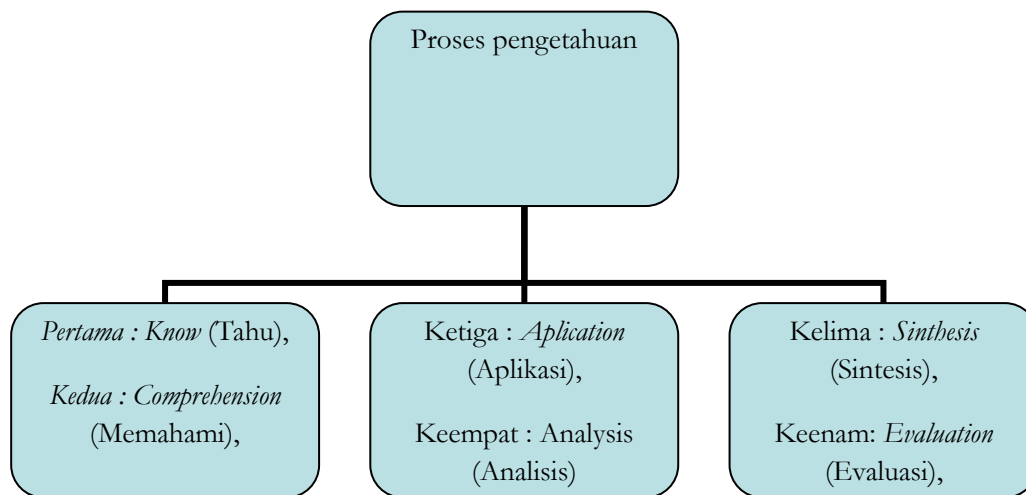 Proses pengetahuan
Pertama : Know (Tahu),
Kedua : Comprehension
(Memahami),
Ketiga : Aplication
(Aplikasi),
Keempat : Analysis
(Analisis)
Kelima : Sinthesis
(Sintesis),
Keenam: Evaluation
(Evaluasi),